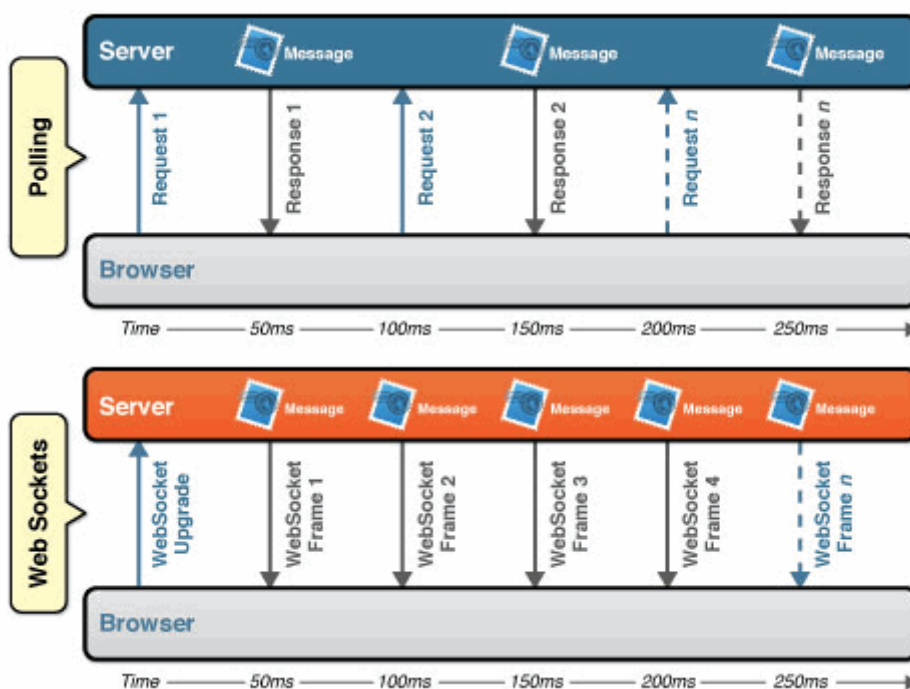 Polling
Server
Message
Message
Message
Request 1
Response 1
Request 2
Response 2
Request n
Response n
Browser
Time 50ms 100ms 150ms 200ms 250ms
Web Sockets
Server
Message
Message
Message
Message
Message
WebSocket
Upgrade
WebSocket
Frame 1
WebSocket
Frame 2
WebSocket
Frame 3
WebSocket
Frame 4
WebSocket
Frame n
Browser
Time 50ms 100ms 150ms 200ms 250ms